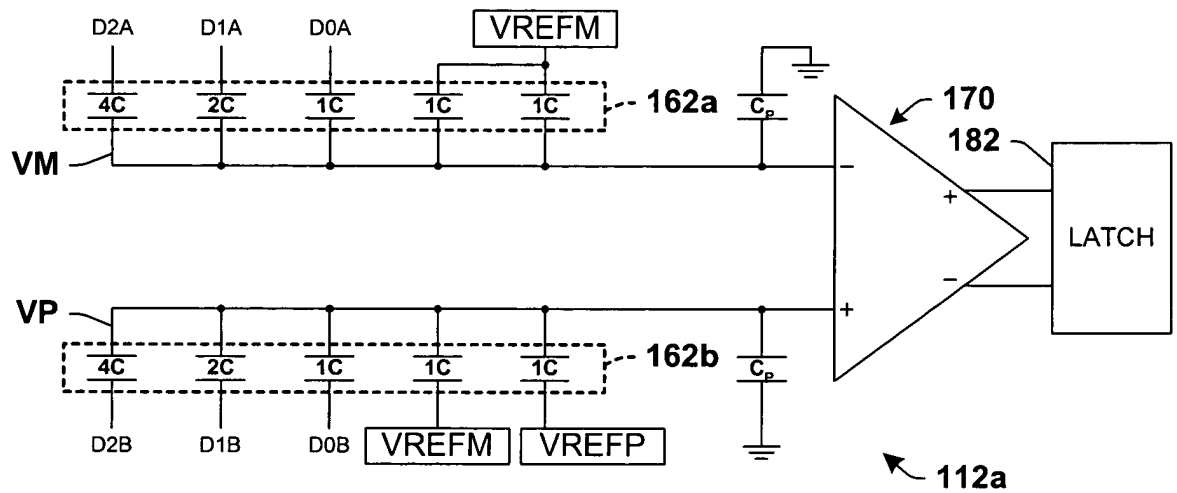 D2A D1A D0A VREFM
4C 2C 1C 1C 1C 162a CP 170
182
VM − +
LATCH
−
VP +
4C 2C 1C 1C 1C 162b CP
D2B D1B D0B VREFM VREFP
112a